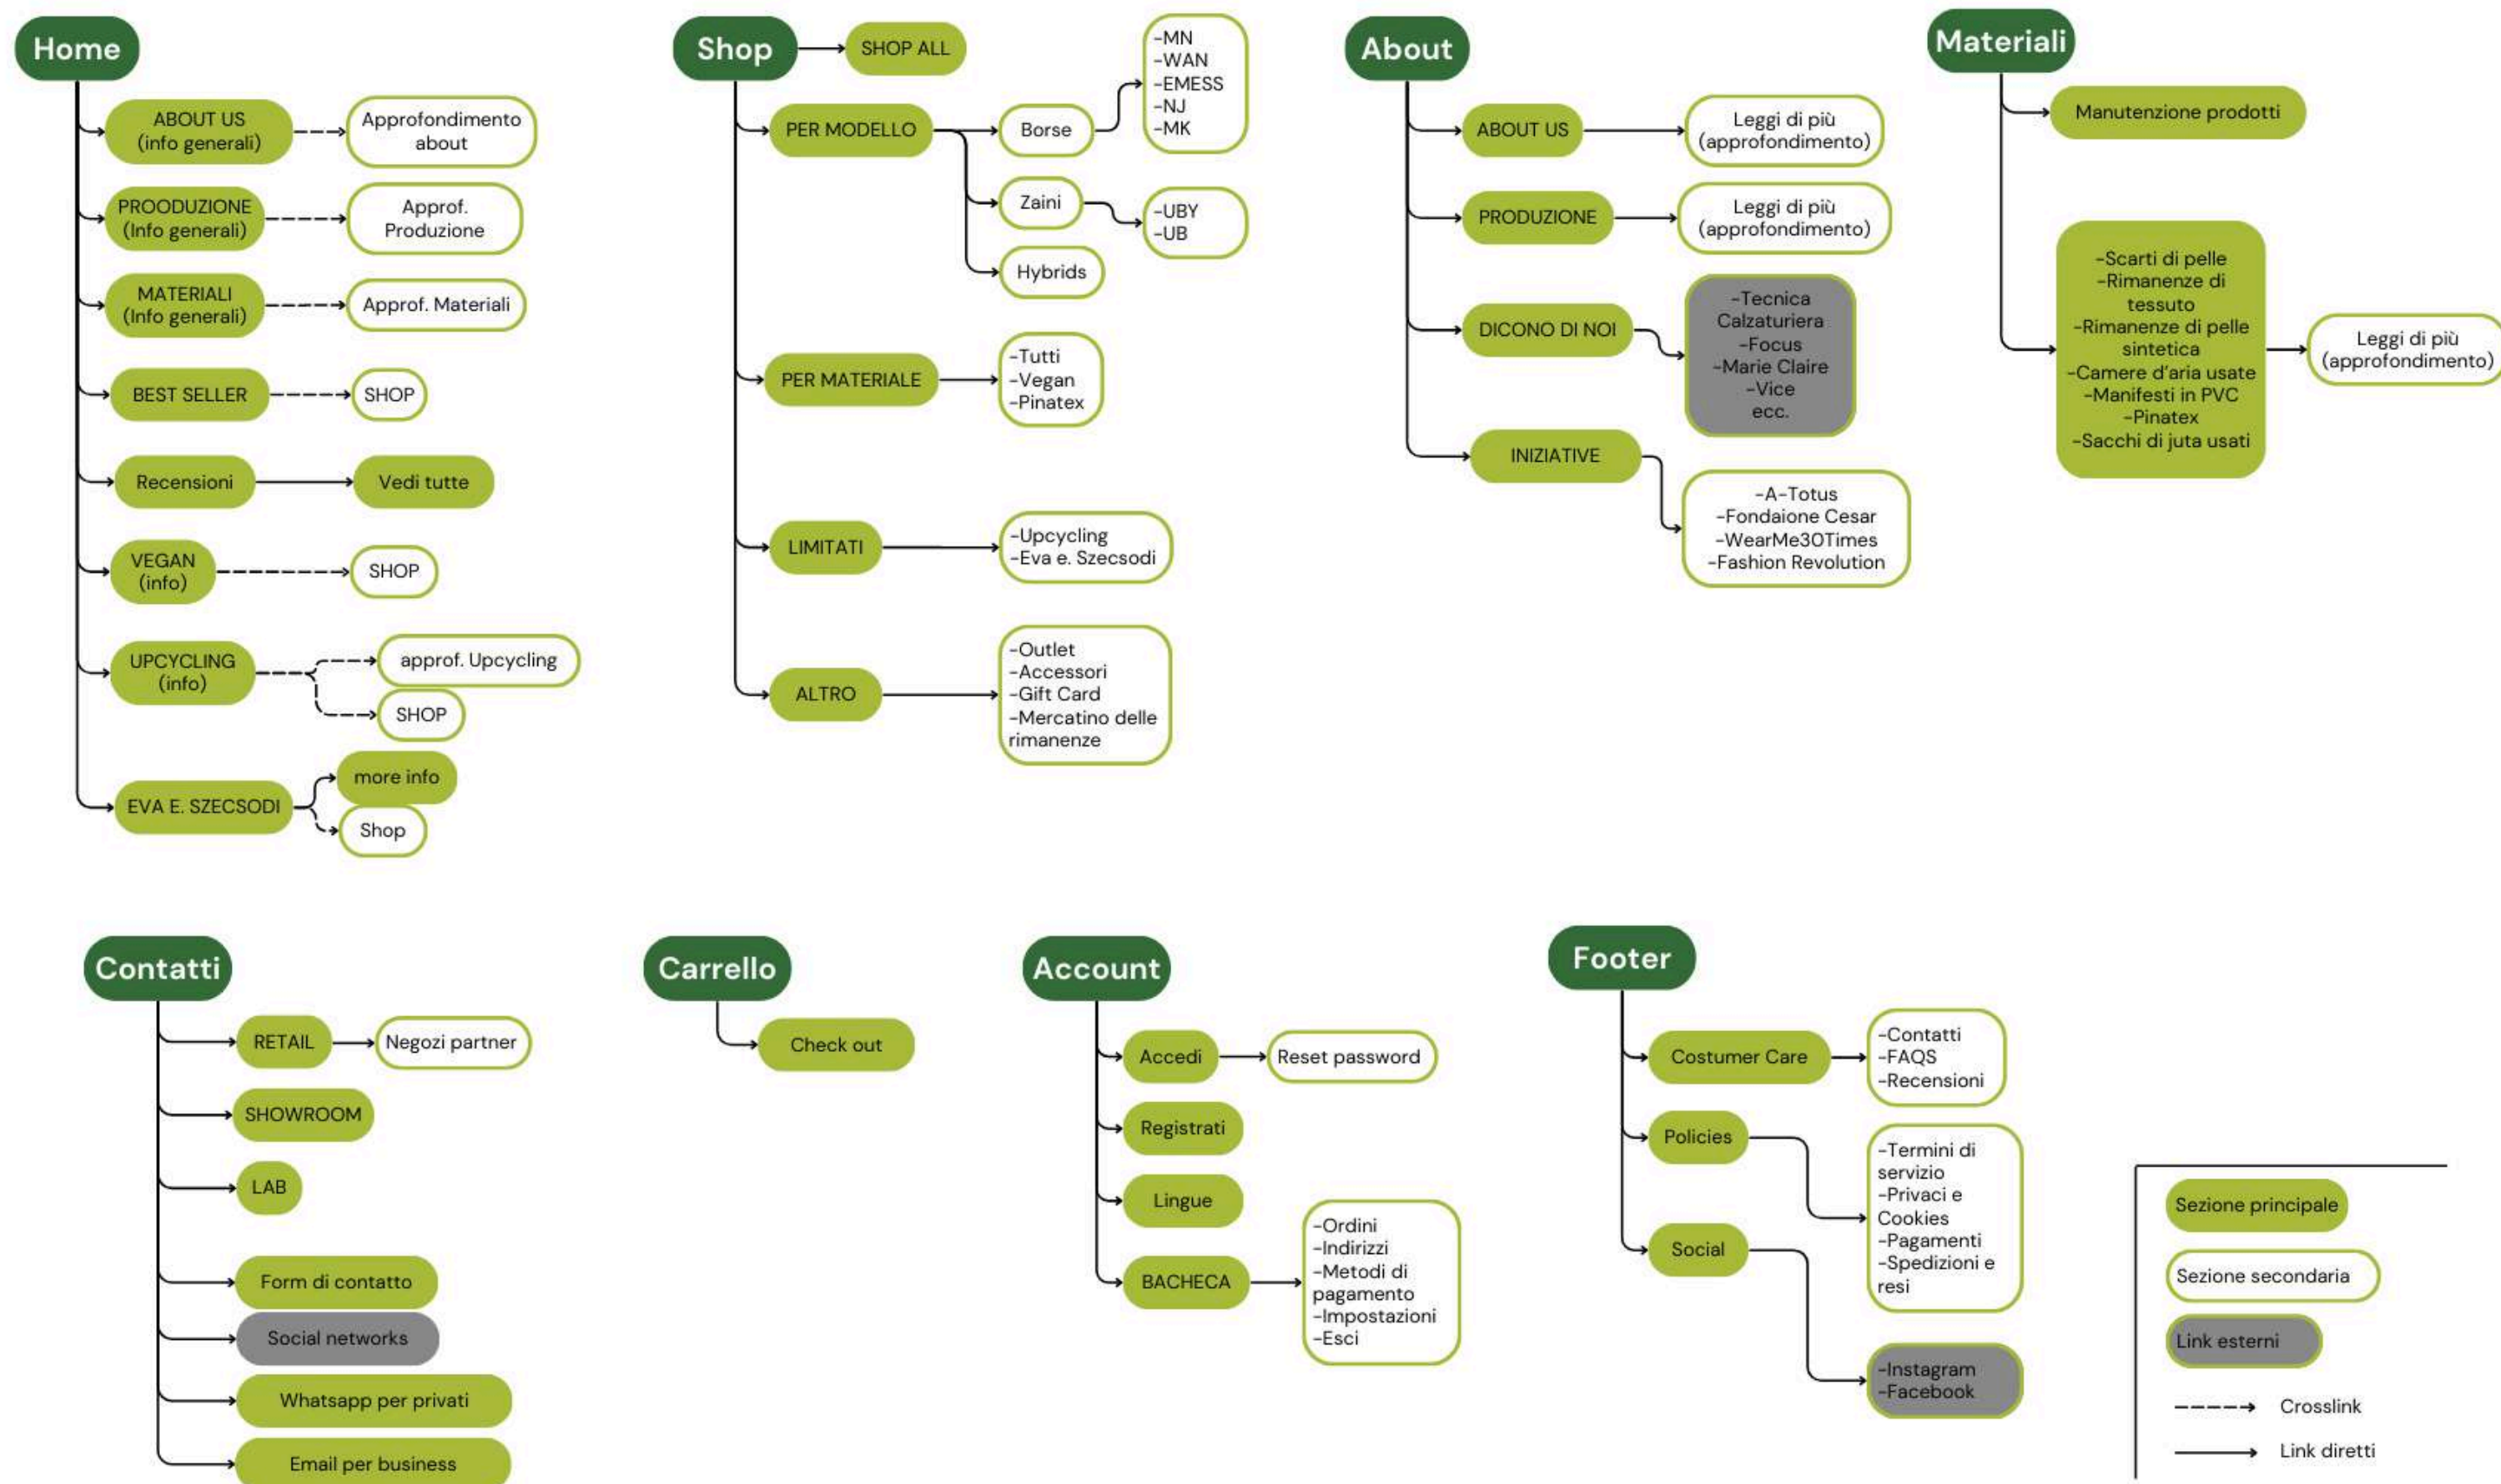 Home
ABOUT US
(info generali)
Approfondimento
about
PROODUZIONE
(Info generali)
Approf.
Produzione
MATERIALI
(Info generali)
Approf. Materiali
BEST SELLER
SHOP
Recensioni
Vedi tutte
VEGAN
(info)
SHOP
UPCYCLING
(info)
approf. Upcycling
SHOP
EVA E. SZECSODI
more info
Shop
Shop
SHOP ALL
PER MODELLO
Borse
-MN
-WAN
-EMESS
-NJ
-MK
Zaini
-UBY
-UB
Hybrids
PER MATERIALE
-Tutti
-Vegan
-Pinatex
LIMITATI
-Upcycling
-Eva e. Szecsodi
ALTRO
-Outlet
-Accessori
-Gift Card
-Mercatino delle
rimanenze
About
ABOUT US
Leggi di più
(approfondimento)
PRODUZIONE
Leggi di più
(approfondimento)
DICONO DI NOI
-Tecnica
Calzaturiera
-Focus
-Marie Claire
-Vice
ecc.
INIZIATIVE
-A-Totus
-Fondaione Cesar
-WearMe30Times
-Fashion Revolution
Materiali
Manutenzione prodotti
-Scarti di pelle
-Rimanenze di
tessuto
-Rimanenze di pelle
sintetica
-Camere d'aria usate
-Manifesti in PVC
-Pinatex
-Sacchi di juta usati
Leggi di più
(approfondimento)
Contatti
RETAIL
Negozi partner
SHOWROOM
LAB
Form di contatto
Social networks
Whatsapp per privati
Email per business
Carrello
Check out
Account
Accedi
Reset password
Registrati
Lingue
BACHECA
-Ordini
-Indirizzi
-Metodi di
pagamento
-Impostazioni
-Esci
Footer
Costumer Care
-Contatti
-FAQS
-Recensioni
Policies
-Termini di
servizio
-Privaci e
Cookies
-Pagamenti
-Spedizioni e
resi
Social
-Instagram
-Facebook
Sezione principale
Sezione secondaria
Link esterni
Crosslink
Link diretti